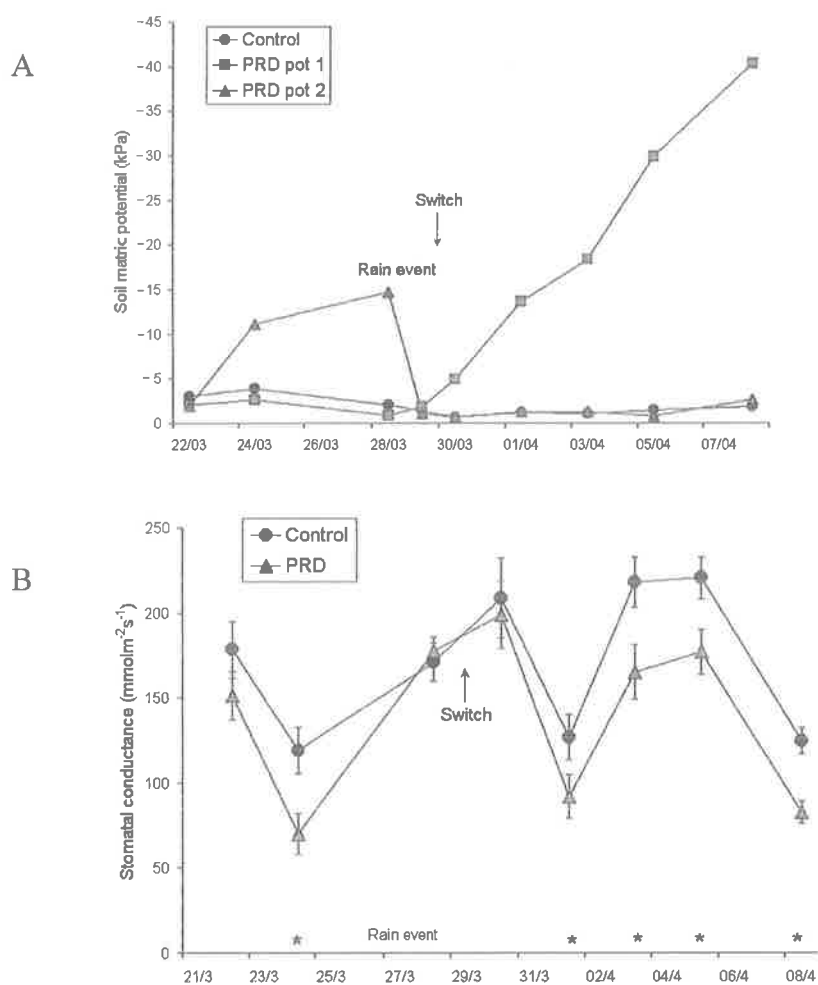 A
Control
PRD pot 1
PRD pot 2
Soil matric potential (kPa)
-45
-40
-35
-30
-25
-20
-15
-10
-5
0
Switch
Rain event
22/03 24/03 26/03 28/03 30/03 01/04 03/04 05/04 07/04
B
Control
PRD
Stomatal conductance (mmolm-2s-1)
250
200
150
100
50
0
Switch
* Rain event * * * *
21/3 23/3 25/3 27/3 29/3 31/3 02/4 04/4 06/4 08/4